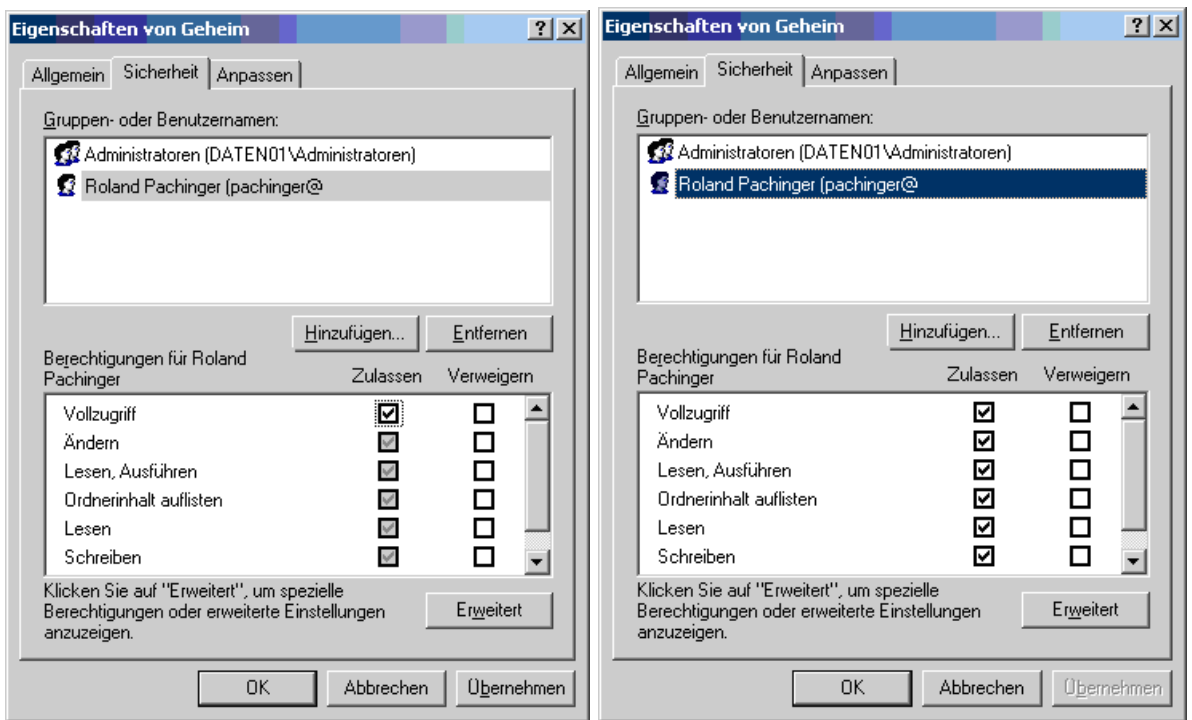 Eigenschaften von Geheim
Allgemein Sicherheit Anpassen
Gruppen- oder Benutzernamen:
Administratoren (DATEN01\Administratoren)
Roland Pachinger (pachinger@
Hinzufügen... Entfernen
Berechtigungen für Roland
Pachinger Zulassen Verweigern
Vollzugriff
Ändern
Lesen, Ausführen
Ordnerinhalt auflisten
Lesen
Schreiben
Klicken Sie auf "Erweitert", um spezielle
Berechtigungen oder erweiterte Einstellungen
anzuzeigen.
Erweitert
OK Abbrechen Übernehmen
Eigenschaften von Geheim
Allgemein Sicherheit Anpassen
Gruppen- oder Benutzernamen:
Administratoren (DATEN01\Administratoren)
Roland Pachinger (pachinger@
Hinzufügen... Entfernen
Berechtigungen für Roland
Pachinger Zulassen Verweigern
Vollzugriff
Ändern
Lesen, Ausführen
Ordnerinhalt auflisten
Lesen
Schreiben
Klicken Sie auf "Erweitert", um spezielle
Berechtigungen oder erweiterte Einstellungen
anzuzeigen.
Erweitert
OK Abbrechen Übernehmen